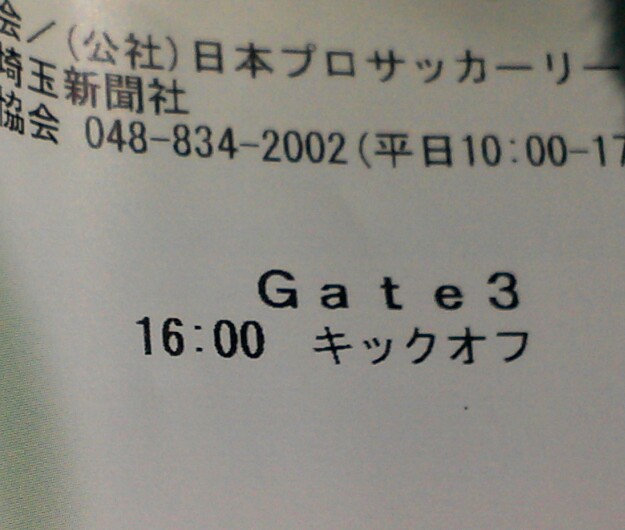 会／(公社)日本プロサッカーリー
埼玉新聞社
協会 048-834-2002(平日10:00-17
Gate3
16:00 キックオフ